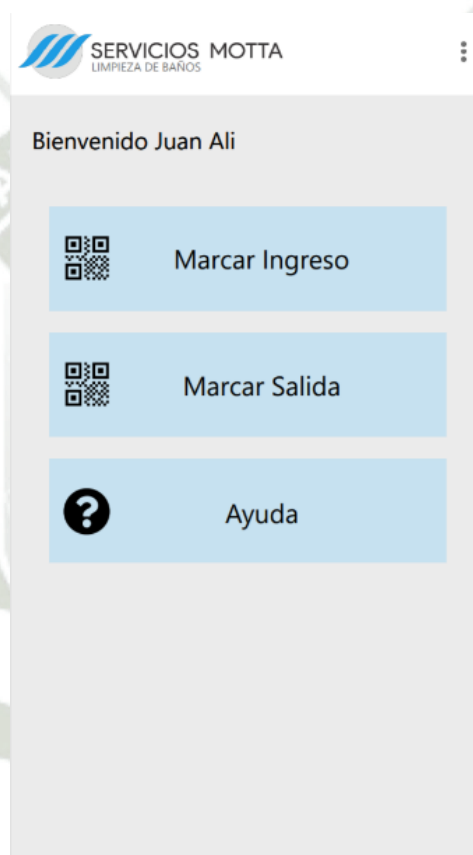 SERVICIOS MOTTA
LIMPIEZA DE BAÑOS
Bienvenido Juan Ali
Marcar Ingreso
Marcar Salida
Ayuda